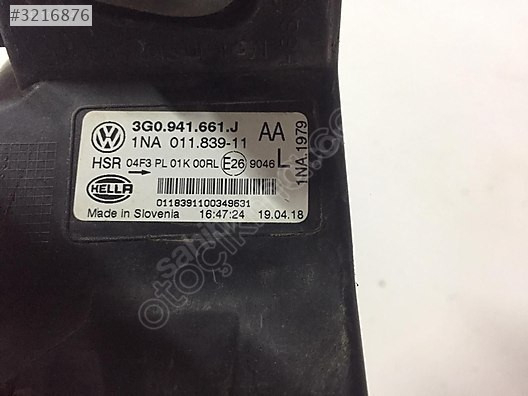 #3216876
3G0.941.661.J AA
1NA 011.839-11
HSR 04F3 PL 01K 00RL E26 9046 L
HELLA
0118391100349631
Made in Slovenia 16:47:24 19.04.18
1NA.1979